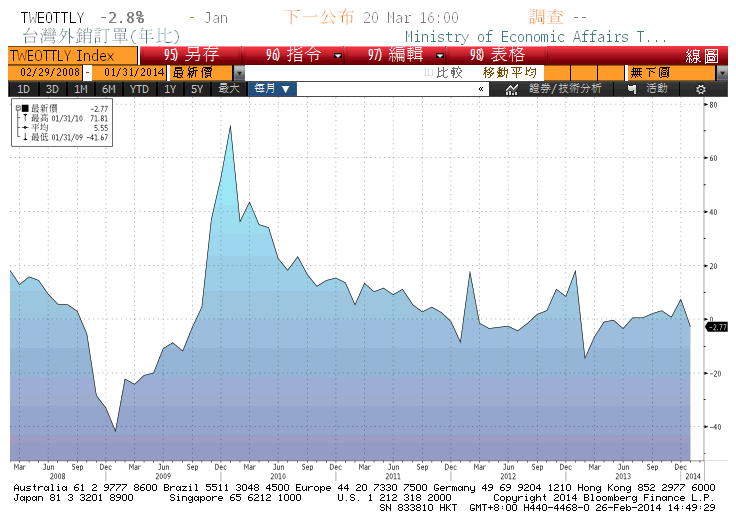 TWEOTTLY -2.8% - Jan 下一公布 20 Mar 16:00 調查 --
台灣外銷訂單(年比) Ministry of Economic Affairs T...
TWEOTTLY Index 95) 另存 96) 指令 97) 編輯 98) 表格 線圖
02/29/2008 - 01/31/2014 最新價 比較 移動平均 無下價
1D 3D 1M 6M YTD 1Y 5Y 最大 每月 ▼ « 證券/技術分析 活動
最新價 -2.77
最高 01/31/10 71.81
平均 5.55
最低 01/31/09 -41.67
80
60
40
20
0
-2.77
-20
-40
Mar Jun Sep Dec Mar Jun Sep Dec Mar Jun Sep Dec Mar Jun Sep Dec Mar Jun Sep Dec Mar Jun Sep Dec
2008 2009 2010 2011 2012 2013 2014
Australia 61 2 9777 8600 Brazil 5511 3048 4500 Europe 44 20 7330 7500 Germany 49 69 9204 1210 Hong Kong 852 2977 6000
Japan 81 3 3201 8900 Singapore 65 6212 1000 U.S. 1 212 318 2000 Copyright 2014 Bloomberg Finance L.P.
SN 833810 HKT GMT+8:00 H440-4468-0 26-Feb-2014 14:49:29